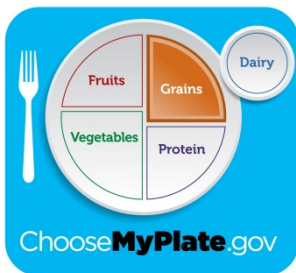 Fruits
Grains
Dairy
Vegetables
Protein
ChooseMyPlate.gov